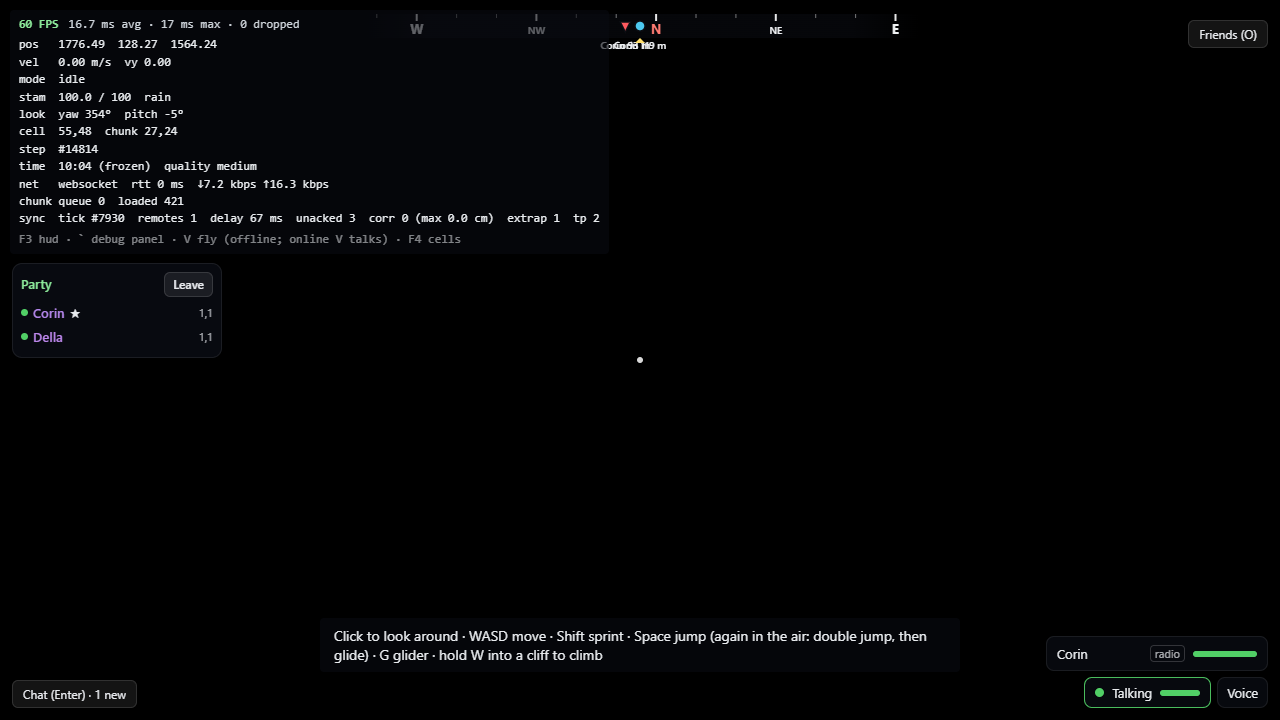 60 FPS 16.7 ms avg · 17 ms max · 0 dropped
pos 1776.49 128.27 1564.24
vel 0.00 m/s vy 0.00
mode idle
stam 100.0 / 100 rain
look yaw 354° pitch -5°
cell 55,48 chunk 27,24
step #14814
time 10:04 (frozen) quality medium
net websocket rtt 0 ms ↓7.2 kbps ↑16.3 kbps
chunk queue 0 loaded 421
sync tick #7930 remotes 1 delay 67 ms unacked 3 corr 0 (max 0.0 cm) extrap 1 tp 2
F3 hud · ` debug panel · V fly (offline; online V talks) · F4 cells
W NW N NE E
Friends (O)
Party Leave
Corin ★ 1,1
Della 1,1
Click to look around · WASD move · Shift sprint · Space jump (again in the air: double jump, then
glide) · G glider · hold W into a cliff to climb
Corin radio
Talking Voice
Chat (Enter) · 1 new